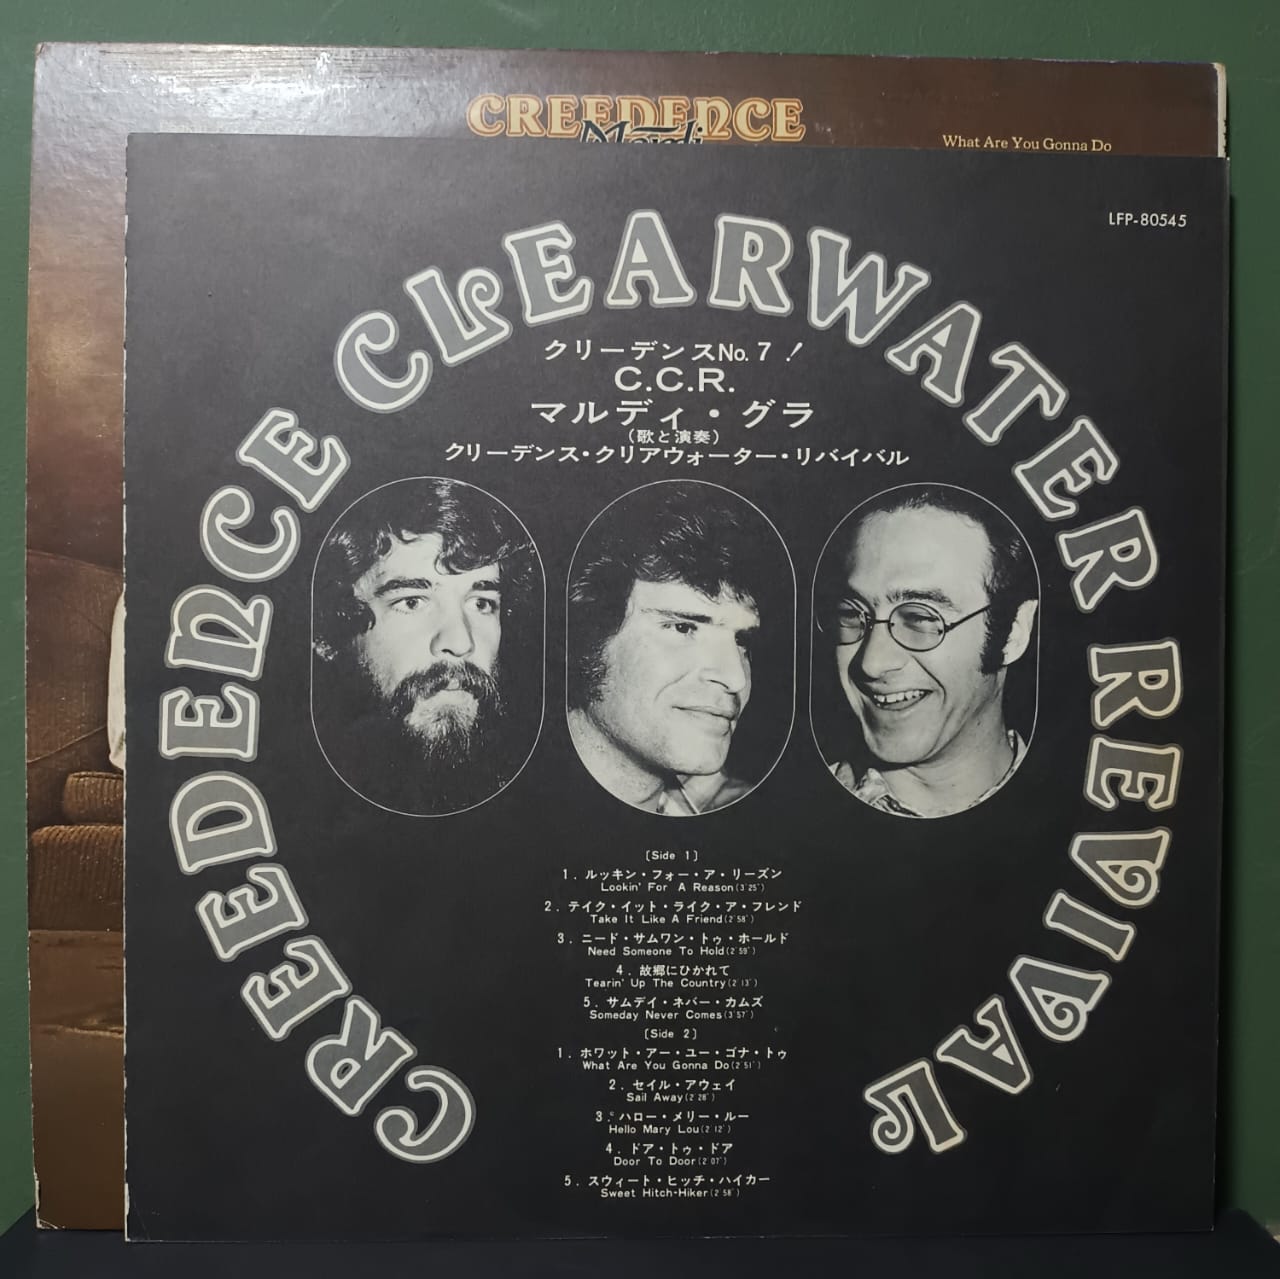 CREEDENCE
Mardi
What Are You Gonna Do
LFP-80545
CREEDENCE CLEARWATER REVIVAL
クリーデンスNo.7!
C.C.R.
マルディ・グラ
(歌と演奏)
クリーデンス・クリアウォーター・リバイバル
[Side 1]
1. ルッキン・フォー・ア・リーズン
Lookin' For A Reason(3'25")
2. テイク・イット・ライク・ア・フレンド
Take It Like A Friend(2'58")
3. ニード・サムワン・トゥ・ホールド
Need Someone To Hold(2'59")
4. 故郷にひかれて
Tearin' Up The Country(2'13")
5. サムデイ・ネバー・カムズ
Someday Never Comes(3'57")
[Side 2]
1. ホワット・アー・ユー・ゴナ・トゥ
What Are You Gonna Do(2'51")
2. セイル・アウェイ
Sail Away(2'28")
3. ハロー・メリー・ルー
Hello Mary Lou(2'12")
4. ドア・トゥ・ドア
Door To Door(2'07")
5. スウィート・ヒッチ・ハイカー
Sweet Hitch-Hiker(2'58")